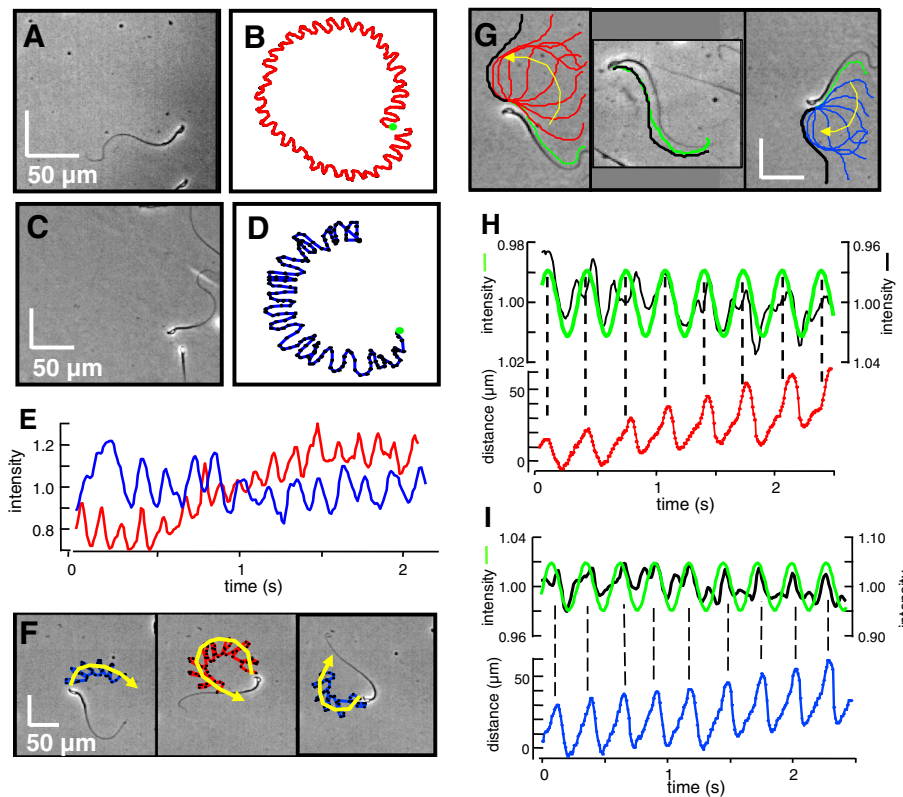 A
50 µm
B
C
50 µm
D
E
intensity
1.2
1.0
0.8
0
1
2
time (s)
F
50 µm
G
H
0.98
1.00
1.02
intensity
0.96
1.00
1.04
intensity
distance (µm)
50
0
0
1
2
time (s)
I
1.04
1.00
0.96
intensity
1.10
1.00
0.90
distance (µm)
50
0
0
1
2
time (s)